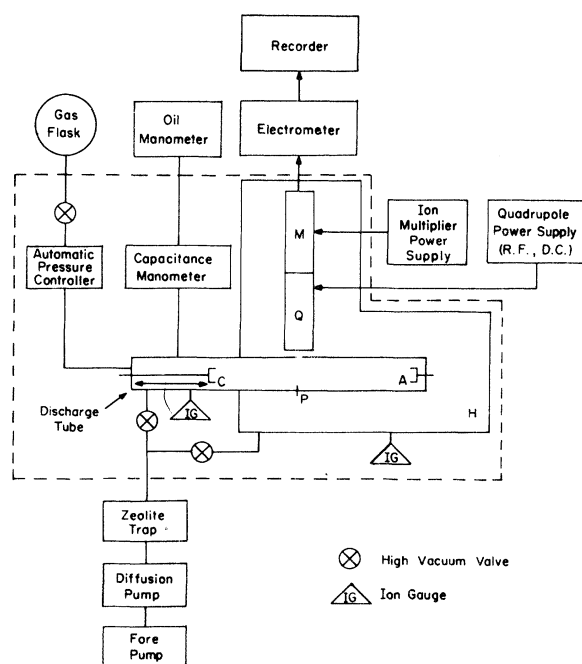 Recorder
Gas
Flask
Oil
Manometer
Electrometer
Automatic
Pressure
Controller
Capacitance
Manometer
M
Ion
Multiplier
Power
Supply
Quadrupole
Power Supply
(R.F., D.C.)
Q
C
A
P
H
Discharge
Tube
IG
IG
Zeolite
Trap
Diffusion
Pump
Fore
Pump
High Vacuum Valve
IG
Ion Gauge